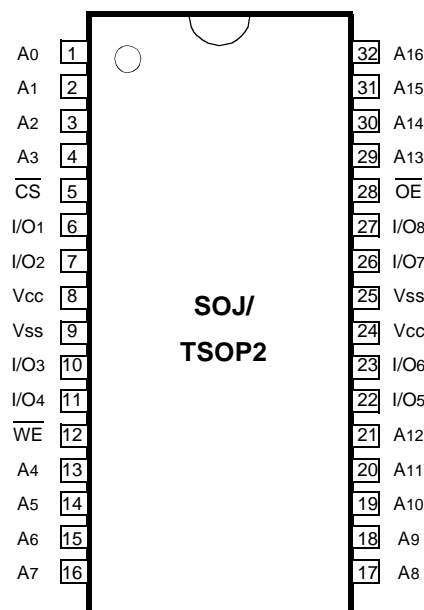 A0 1 32 A16
A1 2 31 A15
A2 3 30 A14
A3 4 29 A13
CS 5 28 OE
I/O1 6 27 I/O8
I/O2 7 26 I/O7
Vcc 8 25 Vss
SOJ/
Vss 9 24 Vcc
TSOP2
I/O3 10 23 I/O6
I/O4 11 22 I/O5
WE 12 21 A12
A4 13 20 A11
A5 14 19 A10
A6 15 18 A9
A7 16 17 A8